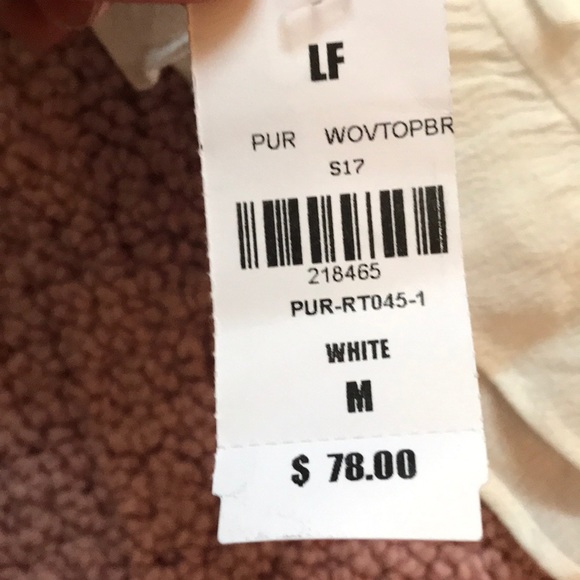 LF
PUR WOVTOPBR
S17
218465
PUR-RT045-1
WHITE
M
$ 78.00